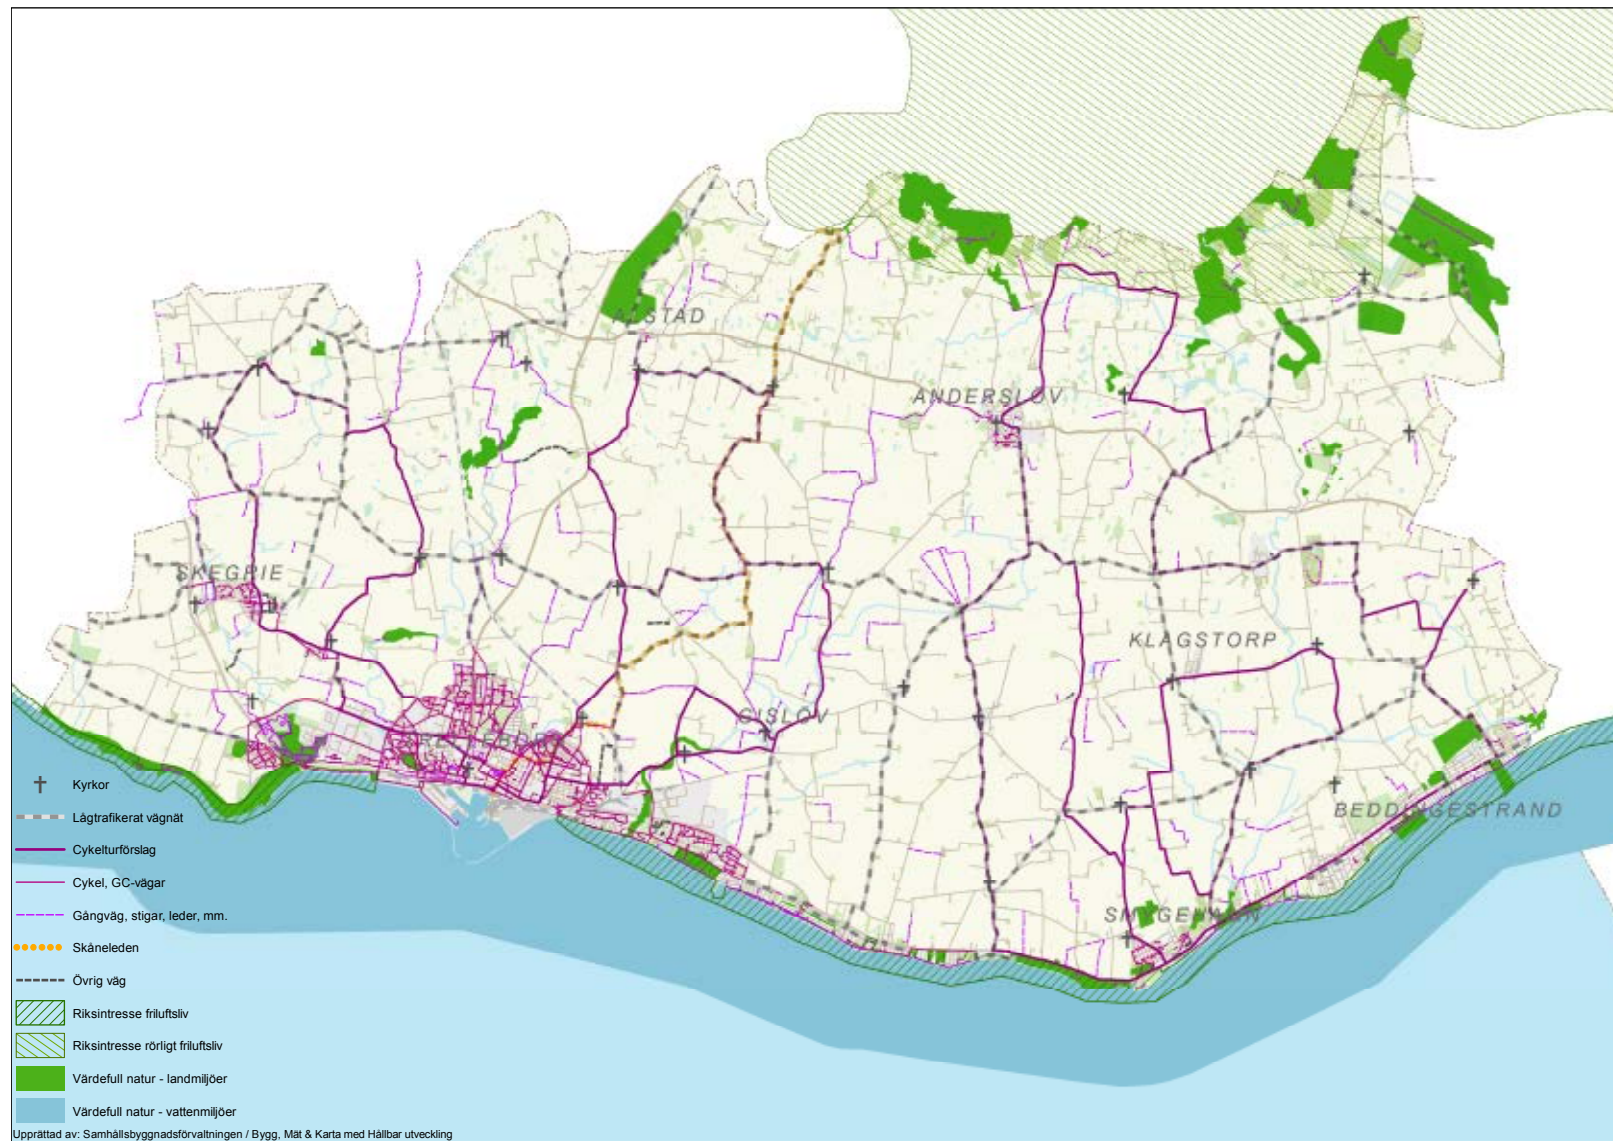 ALSTAD
ANDERSLÖV
SKEGRIE
KLAGSTORP
GISLÖV
TRELLEBORG
BEDDINGESTRAND
SMYGEHAMN
Kyrkor
Lågtrafikerat vägnät
Cykelturförslag
Cykel, GC-vägar
Gångväg, stigar, leder, mm.
Skåneleden
Övrig väg
Riksintresse friluftsliv
Riksintresse rörligt friluftsliv
Värdefull natur - landmiljöer
Värdefull natur - vattenmiljöer
Upprättad av: Samhällsbyggnadsförvaltningen / Bygg, Mät & Karta med Hållbar utveckling